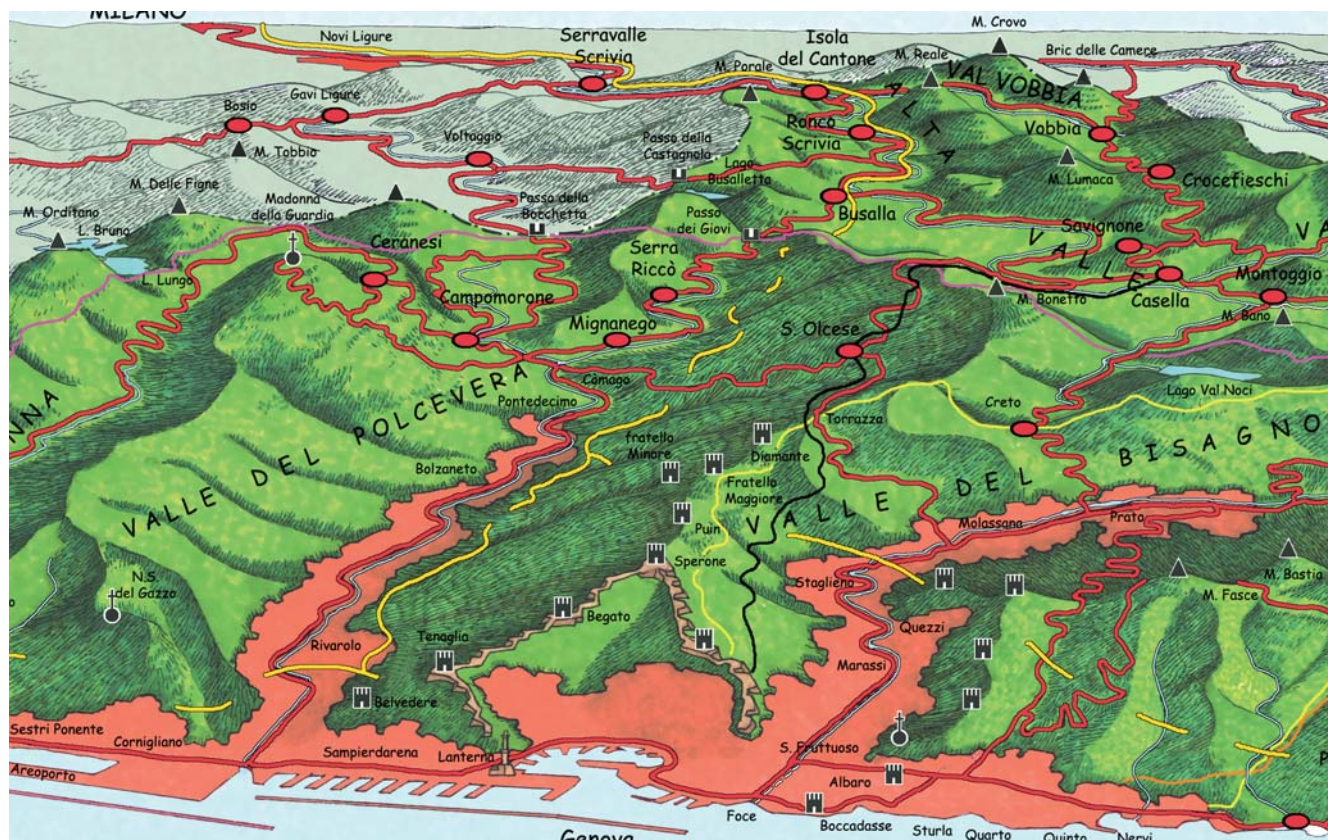 MILANO
Novi Ligure
Serravalle
Scrivia
Isola
del Cantone
M. Crovo
M. Reale
Bric delle Camere
M. Porale
VAL VOBBIA
ALTA
Gavi Ligure
Bosio
M. Tobbio
Voltaggio
Passo della
Castagnola
Ronco
Scrivia
Vobbia
M. Lumaca
Lago
Busalletta
Crocefieschi
M. Delle Figne
Madonna
della Guardia
Passo della
Bocchetta
Passo
dei Giovi
Busalla
Savignone
VALLE
VA
M. Orditano
L. Bruno
L. Lungo
Ceranesi
Serra
Riccò
Campomorone
Montoggio
Casella
M. Bonetto
M. Bano
Mignanego
S. Olcese
Càmago
Lago Val Noci
NNA
VALLE DEL POLCEVERA
Pontedecimo
Torrazza
Creto
VALLE DEL BISAGNO
Bolzaneto
fratello
Minore
Diamante
Fratello
Maggiore
Puin
Sperone
Molassana
Prato
Staglieno
M. Bastia
M. Fasce
N.S.
del Gazzo
Begato
Tenaglia
Rivarolo
Quezzi
Marassi
Belvedere
Sestri Ponente
Cornigliano
Sampierdarena
Lanterna
S. Fruttuoso
Areoporto
Albaro
Foce
Boccadasse
Sturla
Quarto
Quinto
Nervi
P
Genova